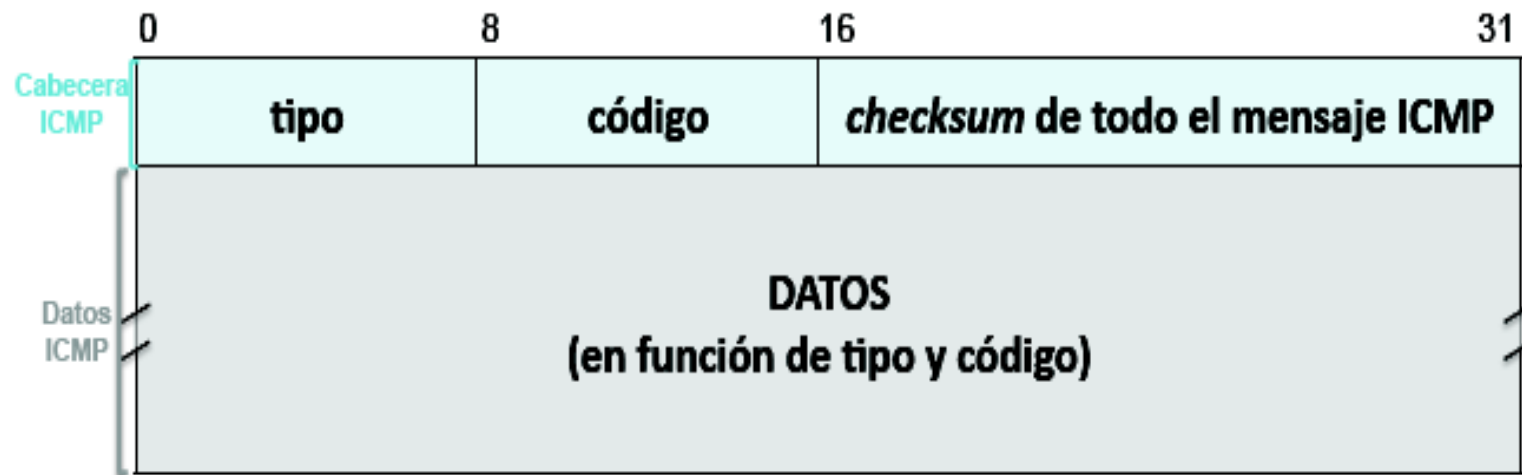 0 8 16 31
Cabecera
ICMP
tipo código checksum de todo el mensaje ICMP
Datos
ICMP
DATOS
(en función de tipo y código)